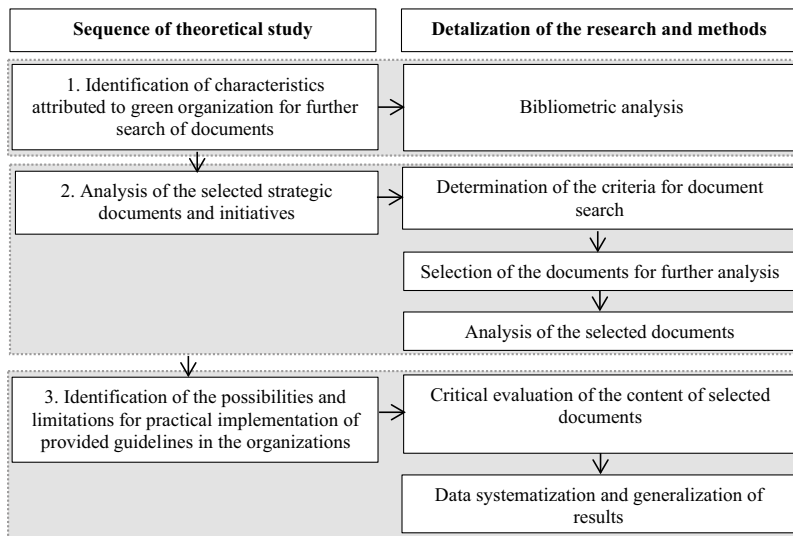 Sequence of theoretical study
Detalization of the research and methods
1. Identification of characteristics
attributed to green organization for further
search of documents
Bibliometric analysis
2. Analysis of the selected strategic
documents and initiatives
Determination of the criteria for document
search
Selection of the documents for further analysis
Analysis of the selected documents
3. Identification of the possibilities and
limitations for practical implementation of
provided guidelines in the organizations
Critical evaluation of the content of selected
documents
Data systematization and generalization of
results